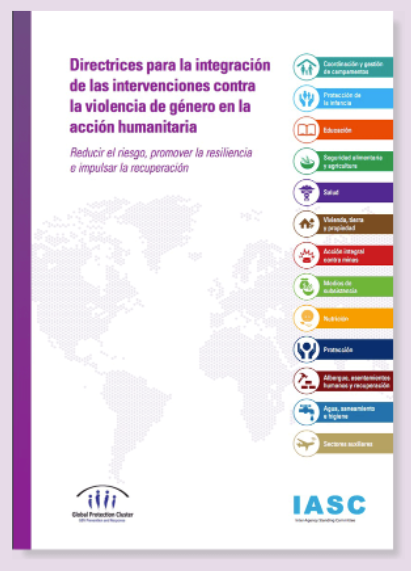 Directrices para la integración
de las intervenciones contra
la violencia de género en la
acción humanitaria
Reducir el riesgo, promover la resiliencia
e impulsar la recuperación
Coordinación y gestión
de campamentos
Protección de
la infancia
Educación
Seguridad alimentaria
y agricultura
Salud
Vivienda, tierra
y propiedad
Acción integral
contra minas
Medios de
subsistencia
Nutrición
Protección
Albergue, asentamientos
humanos y recuperación
Agua, saneamiento
e higiene
Sectores auxiliares
Global Protection Cluster
GBV Prevention and Response
IASC
Inter-Agency Standing Committee